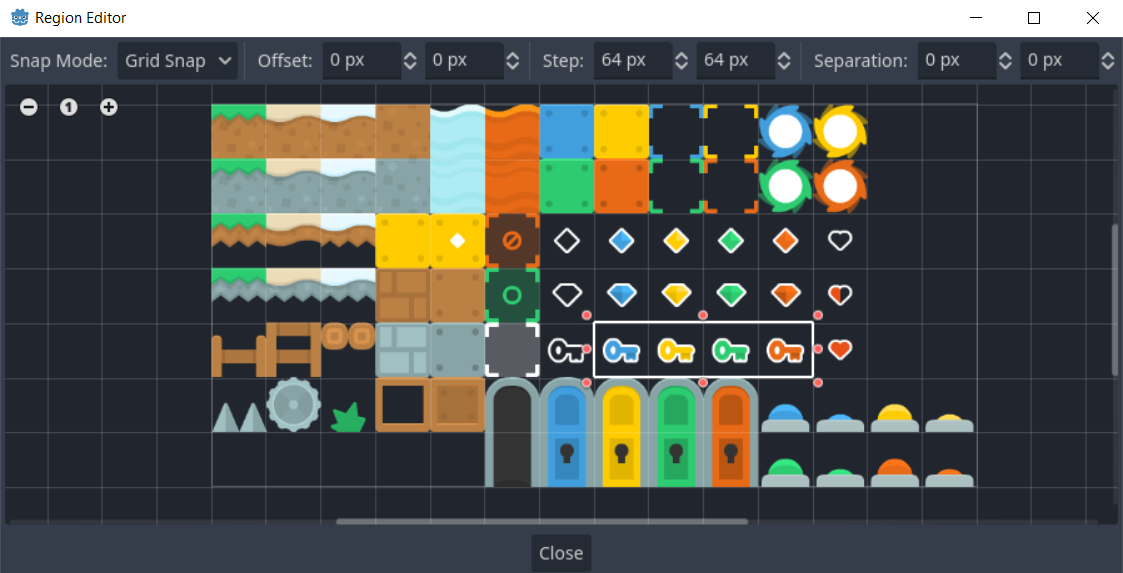 Region Editor
Snap Mode: Grid Snap Offset: 0 px 0 px Step: 64 px 64 px Separation: 0 px 0 px
1
Close